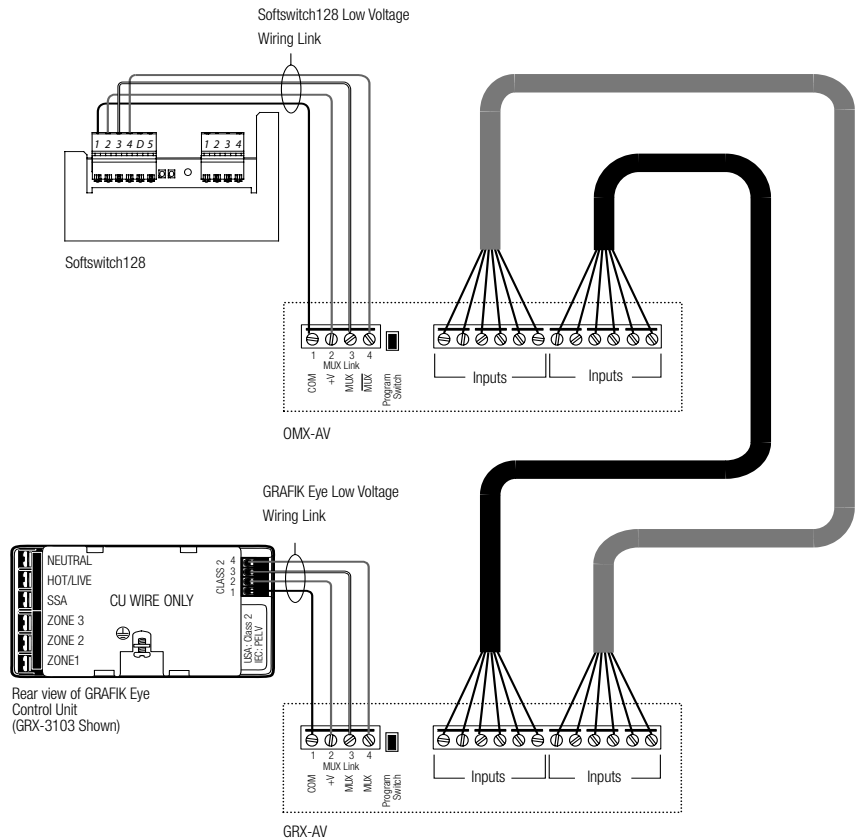 Softswitch128 Low Voltage
Wiring Link
1 2 3 4 D 5
1 2 3 4
Softswitch128
1 2 3 4
MUX Link
COM
+V
MUX
MUX
Program
Switch
Inputs
Inputs
OMX-AV
GRAFIK Eye Low Voltage
Wiring Link
NEUTRAL
HOT/LIVE
SSA
ZONE 3
ZONE 2
ZONE1
CU WIRE ONLY
CLASS 2
4
3
2
1
USA: Class 2
IEC: PELV
Rear view of GRAFIK Eye
Control Unit
(GRX-3103 Shown)
1 2 3 4
MUX Link
COM
+V
MUX
MUX
Program
Switch
Inputs
Inputs
GRX-AV